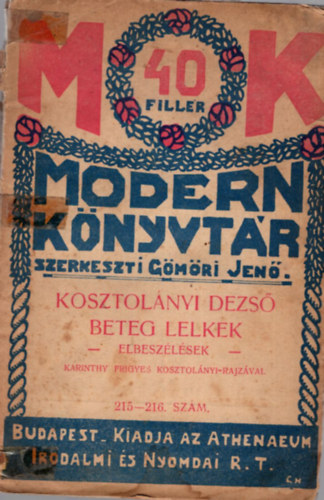 M K
40
FILLER
MODERN
KÖNYVTÁR
SZERKESZTI GÖMÖRI JENŐ.
KOSZTOLÁNYI DEZSŐ
BETEG LELKEK
— ELBESZÉLÉSEK —
KARINTHY FRIGYES KOSZTOLÁNYI-RAJZÁVAL
215—216. SZÁM.
BUDAPEST. KIADJA AZ ATHENAEUM
IRODALMI ÉS NYOMDAI R. T.